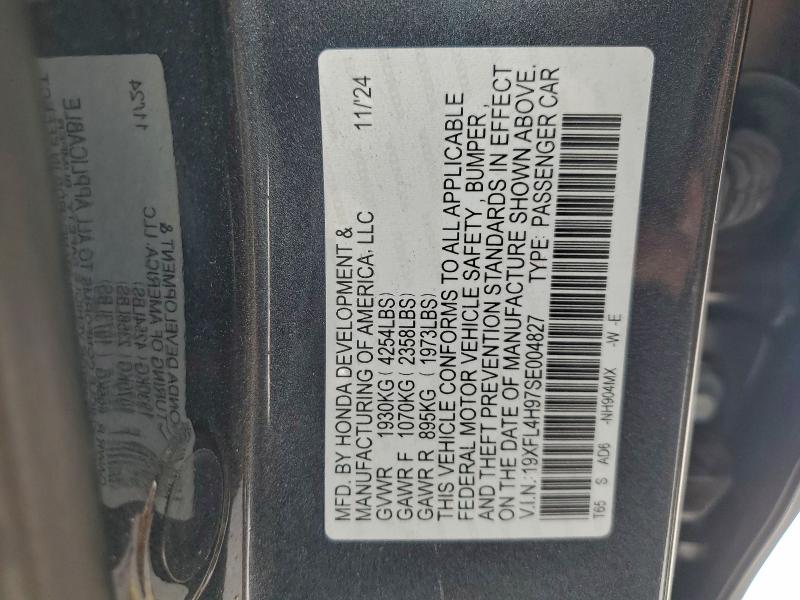 MFD. BY HONDA DEVELOPMENT &
MANUFACTURING OF AMERICA, LLC 11/'24
GVWR 1930KG ( 4254LBS)
GAWR F 1070KG ( 2358LBS)
GAWR R 895KG ( 1973LBS)
THIS VEHICLE CONFORMS TO ALL APPLICABLE
FEDERAL MOTOR VEHICLE SAFETY, BUMPER,
AND THEFT PREVENTION STANDARDS IN EFFECT
ON THE DATE OF MANUFACTURE SHOWN ABOVE.
V.I.N.: 19XFL4H97SE004827 TYPE: PASSENGER CAR
T65 S AD6 -NH904MX -W -E